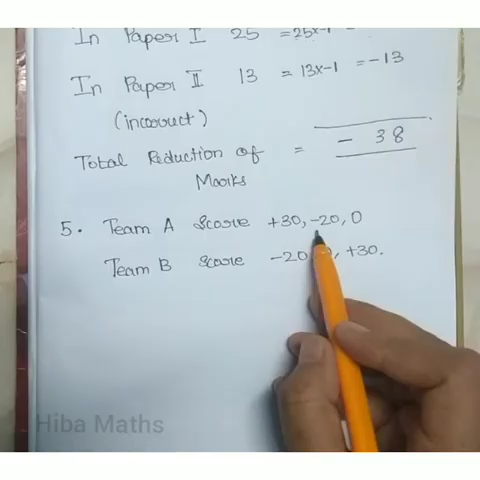 In Paper I 25 = 25x-1
In Paper II 13 = 13x-1 = -13
(incorrect)
Total Reduction of = - 38
Marks
5. Team A Score +30, -20, 0
Team B Score -20, , +30.
Hiba Maths